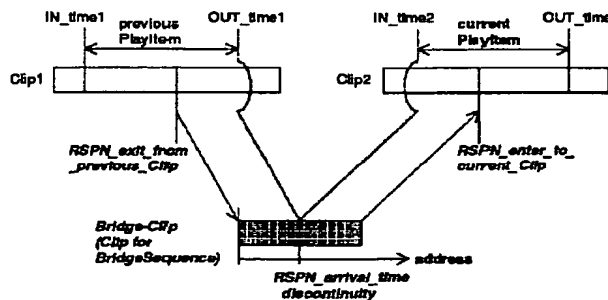 IN_time1
previous
PlayItem
OUT_time1
IN_time2
current
PlayItem
OUT_time2
Clip1
Clip2
RSPN_exit_from
_previous_Clip
RSPN_enter_to_
current_Clip
Bridge-Clip
(Clip for
BridgeSequence)
address
RSPN_arrival_time
discontinuity